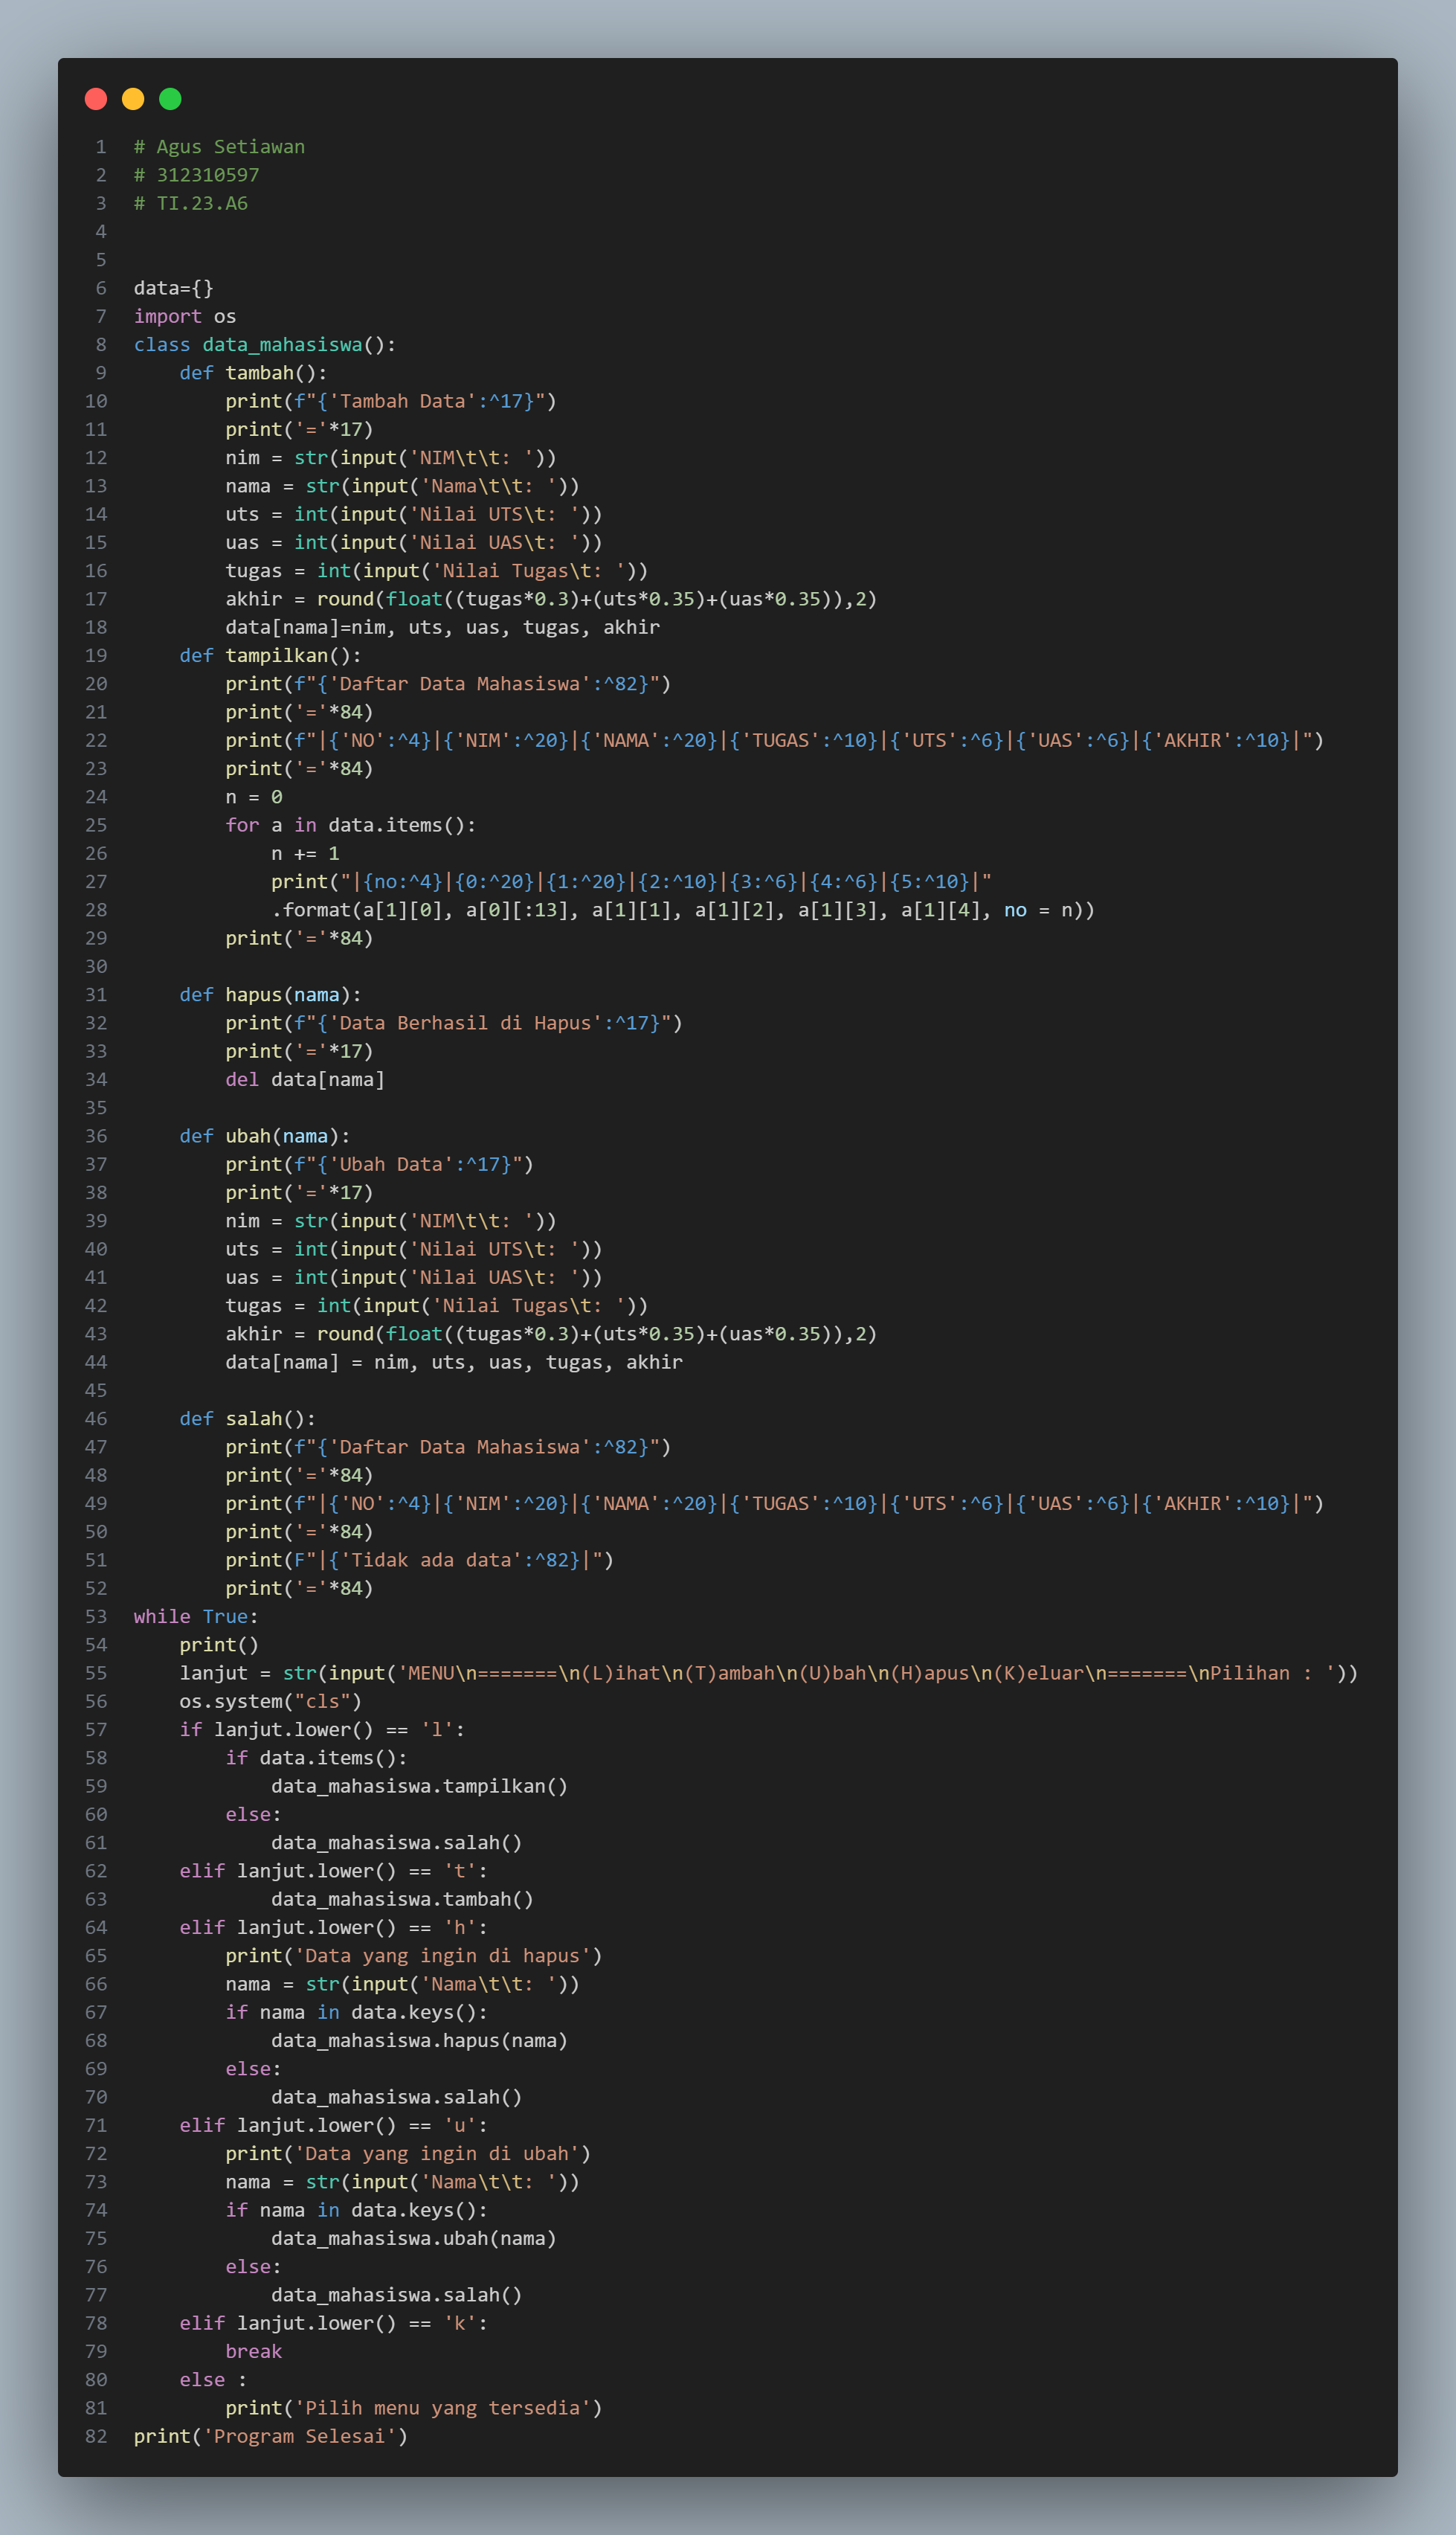 1 # Agus Setiawan
2 # 312310597
3 # TI.23.A6
4
5
6 data={}
7 import os
8 class data_mahasiswa():
9     def tambah():
10         print(f"{'Tambah Data':^17}")
11         print('='*17)
12         nim = str(input('NIM\t\t: '))
13         nama = str(input('Nama\t\t: '))
14         uts = int(input('Nilai UTS\t: '))
15         uas = int(input('Nilai UAS\t: '))
16         tugas = int(input('Nilai Tugas\t: '))
17         akhir = round(float((tugas*0.3)+(uts*0.35)+(uas*0.35)),2)
18         data[nama]=nim, uts, uas, tugas, akhir
19     def tampilkan():
20         print(f"{'Daftar Data Mahasiswa':^82}")
21         print('='*84)
22         print(f"|{'NO':^4}|{'NIM':^20}|{'NAMA':^20}|{'TUGAS':^10}|{'UTS':^6}|{'UAS':^6}|{'AKHIR':^10}|")
23         print('='*84)
24         n = 0
25         for a in data.items():
26             n += 1
27             print("|{no:^4}|{0:^20}|{1:^20}|{2:^10}|{3:^6}|{4:^6}|{5:^10}|"
28             .format(a[1][0], a[0][:13], a[1][1], a[1][2], a[1][3], a[1][4], no = n))
29         print('='*84)
30
31     def hapus(nama):
32         print(f"{'Data Berhasil di Hapus':^17}")
33         print('='*17)
34         del data[nama]
35
36     def ubah(nama):
37         print(f"{'Ubah Data':^17}")
38         print('='*17)
39         nim = str(input('NIM\t\t: '))
40         uts = int(input('Nilai UTS\t: '))
41         uas = int(input('Nilai UAS\t: '))
42         tugas = int(input('Nilai Tugas\t: '))
43         akhir = round(float((tugas*0.3)+(uts*0.35)+(uas*0.35)),2)
44         data[nama] = nim, uts, uas, tugas, akhir
45
46     def salah():
47         print(f"{'Daftar Data Mahasiswa':^82}")
48         print('='*84)
49         print(f"|{'NO':^4}|{'NIM':^20}|{'NAMA':^20}|{'TUGAS':^10}|{'UTS':^6}|{'UAS':^6}|{'AKHIR':^10}|")
50         print('='*84)
51         print(F"|{'Tidak ada data':^82}|")
52         print('='*84)
53 while True:
54     print()
55     lanjut = str(input('MENU\n=======\n(L)ihat\n(T)ambah\n(U)bah\n(H)apus\n(K)eluar\n=======\nPilihan : '))
56     os.system("cls")
57     if lanjut.lower() == 'l':
58         if data.items():
59             data_mahasiswa.tampilkan()
60         else:
61             data_mahasiswa.salah()
62     elif lanjut.lower() == 't':
63             data_mahasiswa.tambah()
64     elif lanjut.lower() == 'h':
65         print('Data yang ingin di hapus')
66         nama = str(input('Nama\t\t: '))
67         if nama in data.keys():
68             data_mahasiswa.hapus(nama)
69         else:
70             data_mahasiswa.salah()
71     elif lanjut.lower() == 'u':
72         print('Data yang ingin di ubah')
73         nama = str(input('Nama\t\t: '))
74         if nama in data.keys():
75             data_mahasiswa.ubah(nama)
76         else:
77             data_mahasiswa.salah()
78     elif lanjut.lower() == 'k':
79         break
80     else :
81         print('Pilih menu yang tersedia')
82 print('Program Selesai')